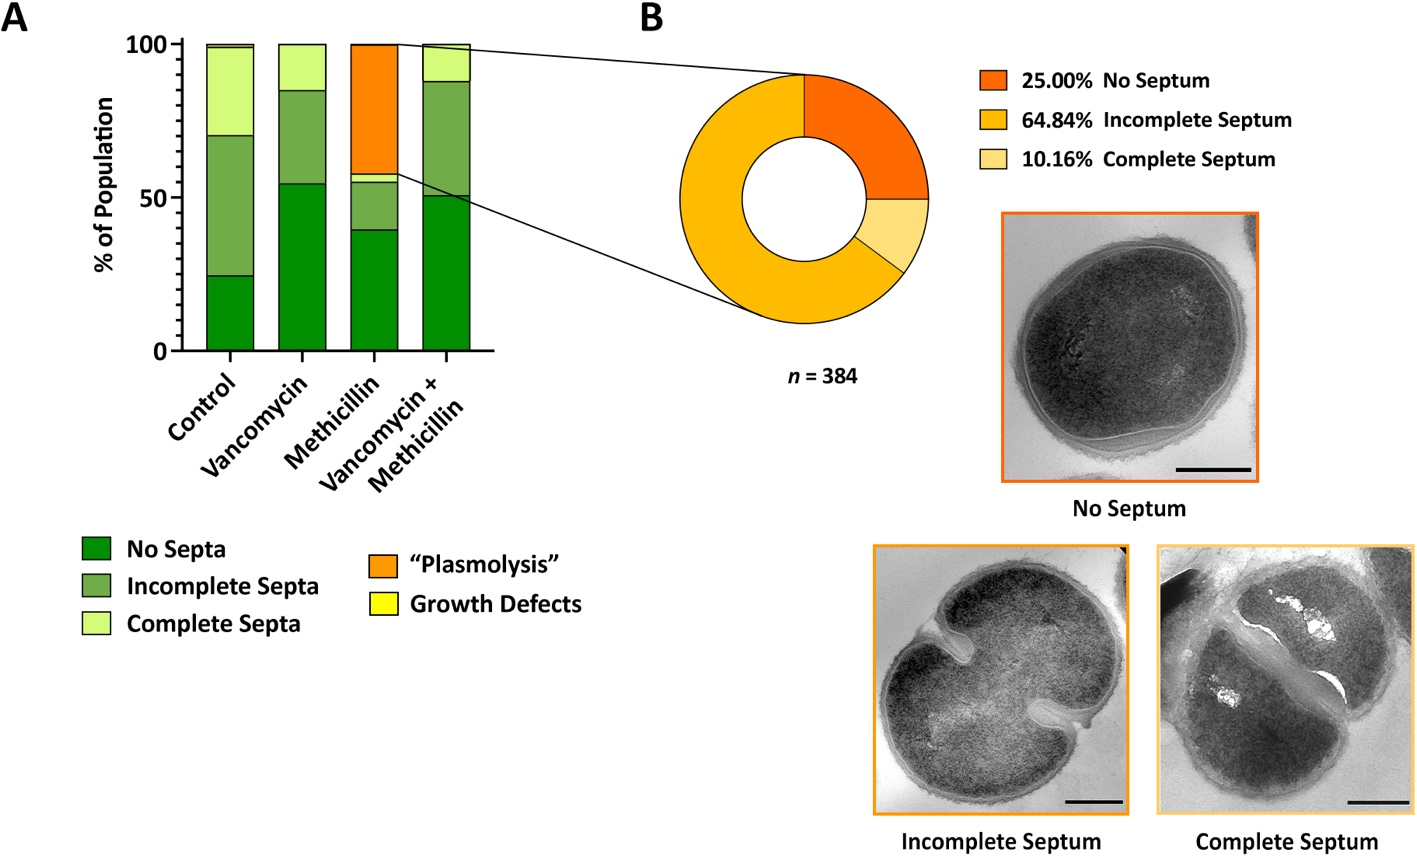 A
B
% of Population
100
50
0
Control
Vancomycin
Methicillin
Vancomycin +
Methicillin
No Septa
Incomplete Septa
Complete Septa
“Plasmolysis”
Growth Defects
25.00% No Septum
64.84% Incomplete Septum
10.16% Complete Septum
n = 384
No Septum
Incomplete Septum
Complete Septum